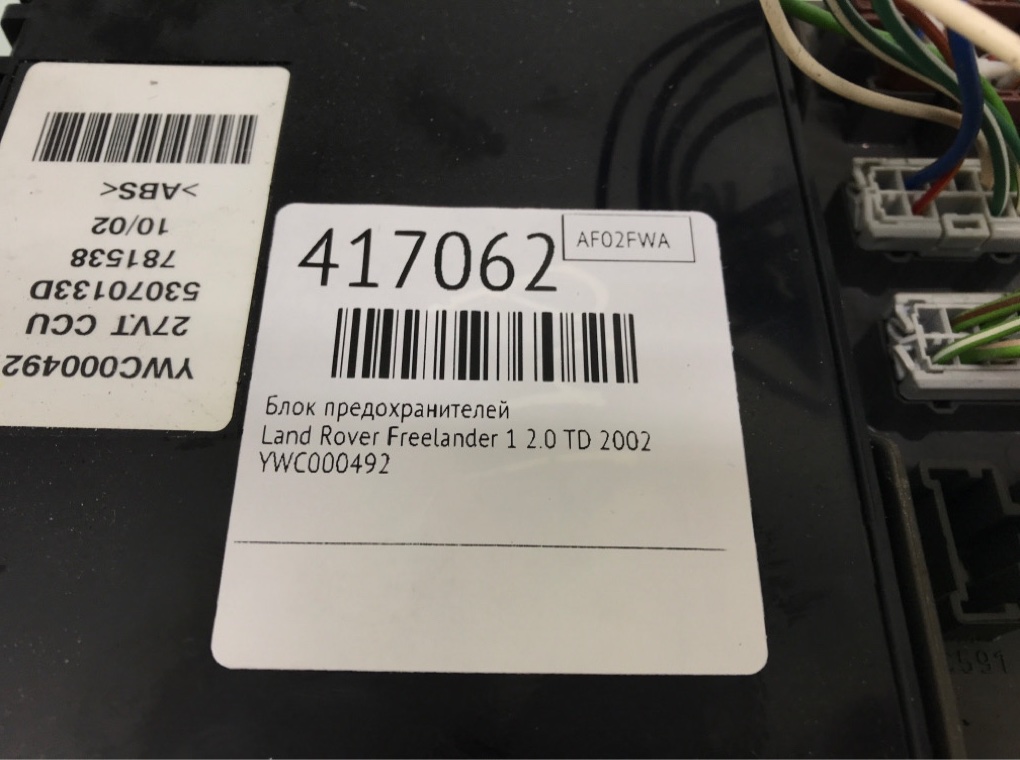 417062
AF02FWA
Блок предохранителей
Land Rover Freelander 1 2.0 TD 2002
YWC000492
YWC000492
27VT CCU
53070133D
781538
10/02
>ABS<
591